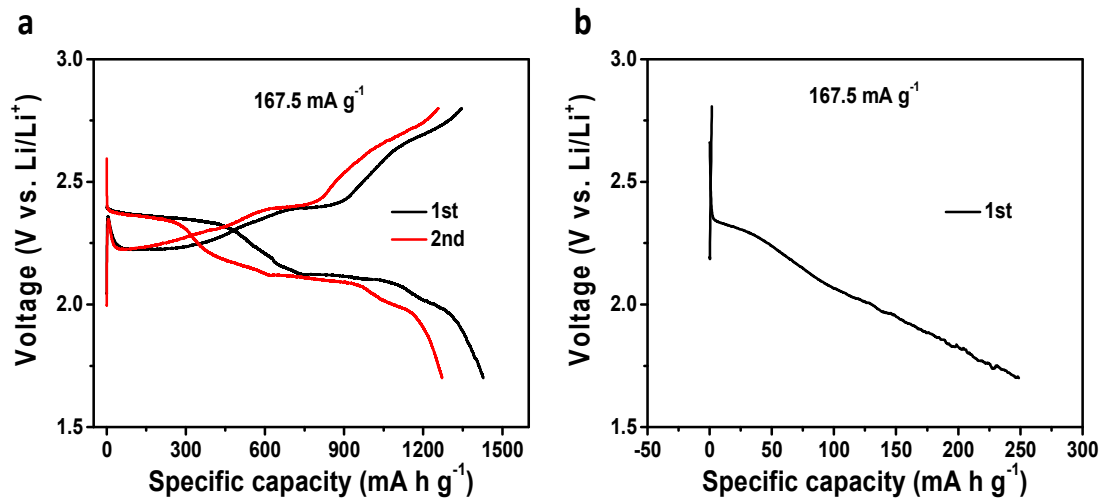 a
3.0
2.5
2.0
1.5
Voltage (V vs. Li/Li⁺)
167.5 mA g⁻¹
1st
2nd
0 300 600 900 1200 1500
Specific capacity (mA h g⁻¹)
b
3.0
2.5
2.0
1.5
Voltage (V vs. Li/Li⁺)
167.5 mA g⁻¹
1st
-50 0 50 100 150 200 250 300
Specific capacity (mA h g⁻¹)